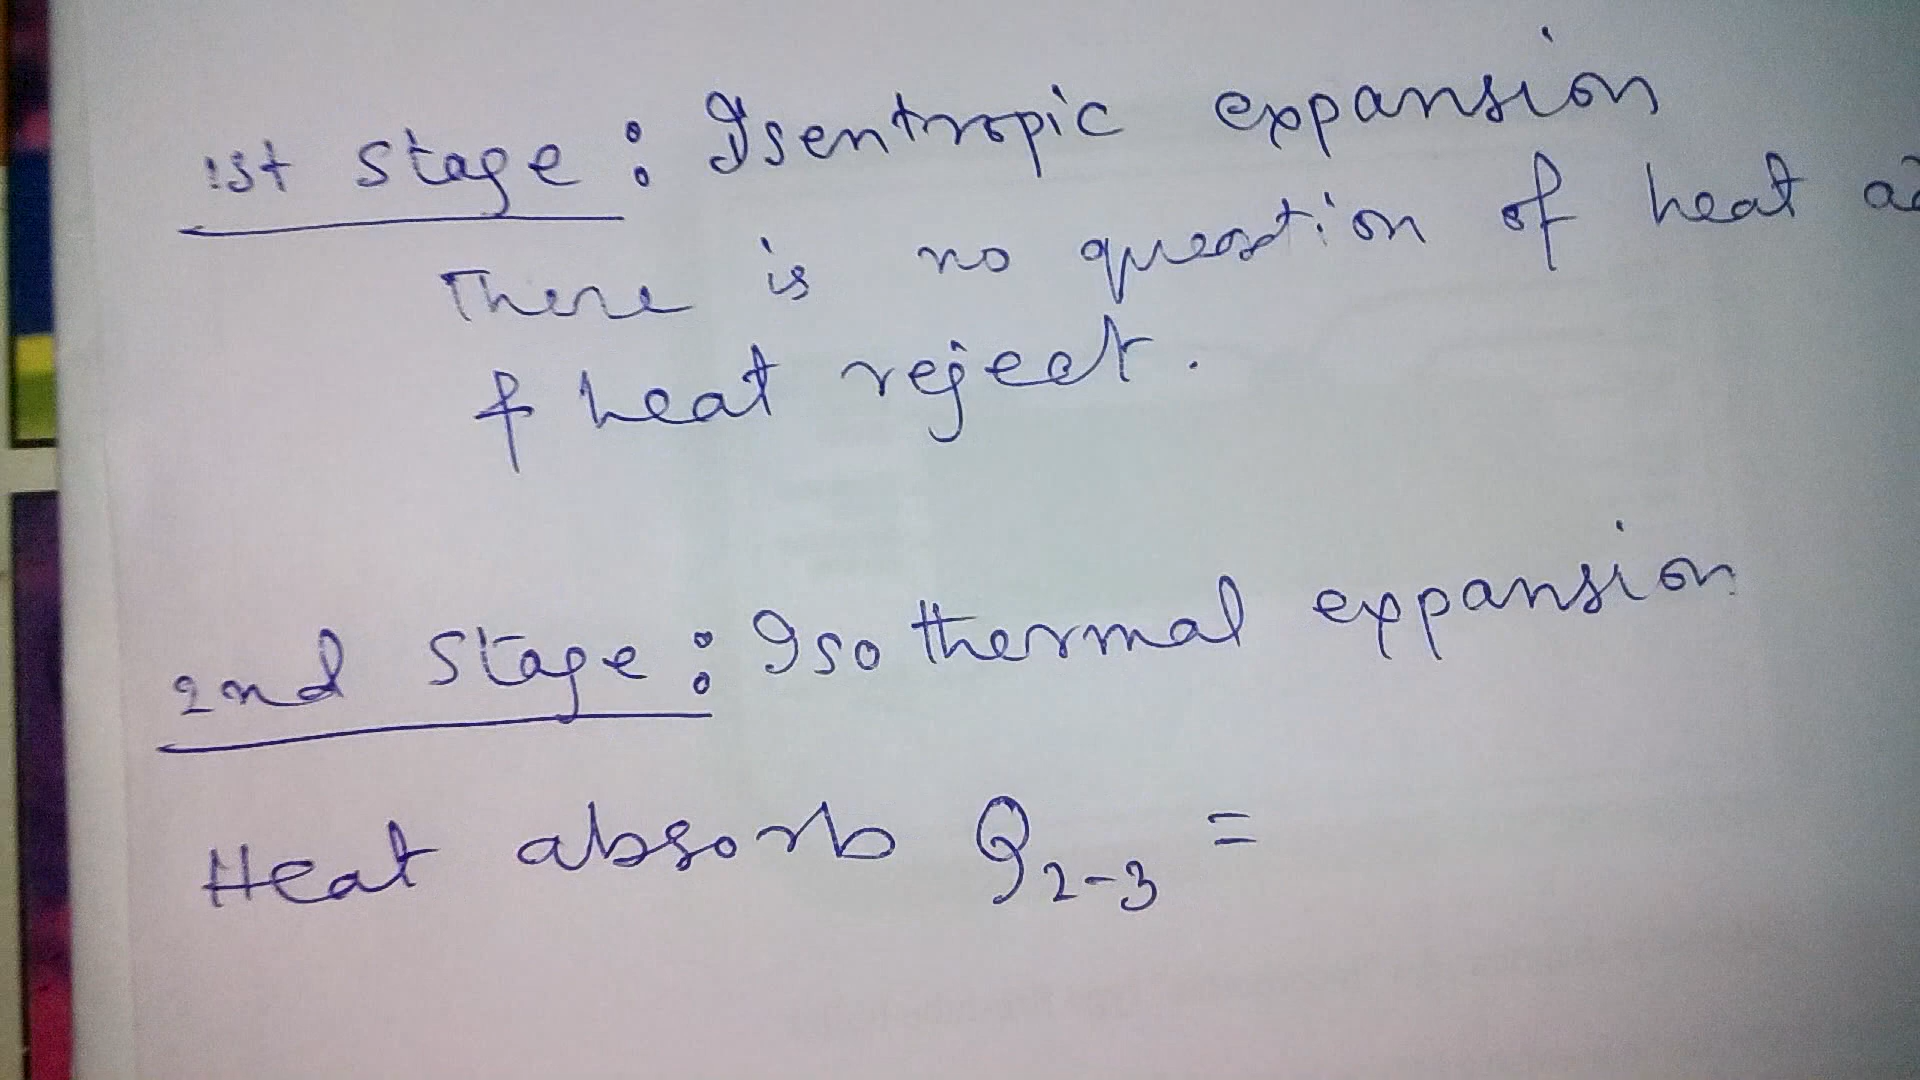 1st stage : Isentropic expansion
There is no question of heat
& heat reject.
2nd stage : Isothermal expansion
Heat absorb Q2-3 =